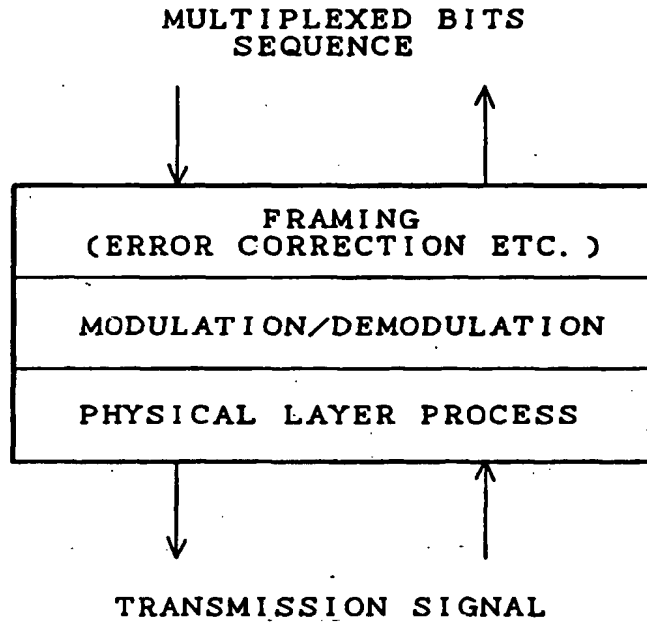 MULTIPLEXED BITS
SEQUENCE
FRAMING
(ERROR CORRECTION ETC.)
MODULATION/DEMODULATION
PHYSICAL LAYER PROCESS
TRANSMISSION SIGNAL